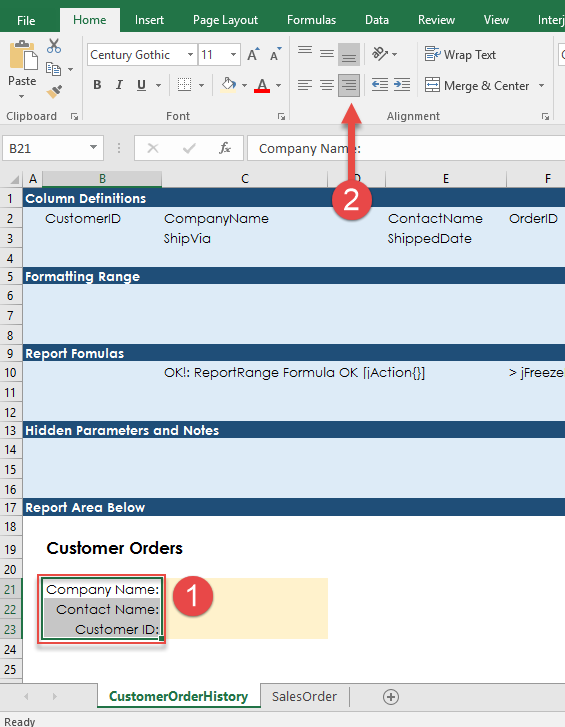 File Home Insert Page Layout Formulas Data Review View Interj
Century Gothic 11 A A Wrap Text
Paste B I U A Merge & Center
Clipboard Font Alignment
B21 fx Company Name:
2
A B C D E F
1 Column Definitions
2 CustomerID CompanyName ContactName OrderID
3 ShipVia ShippedDate
4
5 Formatting Range
6
7
8
9 Report Fomulas
10 OK!: ReportRange Formula OK [jAction{}] > jFreeze
11
12
13 Hidden Parameters and Notes
14
15
16
17 Report Area Below
18
19 Customer Orders
20
21 Company Name: 1
22 Contact Name:
23 Customer ID:
24
25
CustomerOrderHistory SalesOrder
Ready